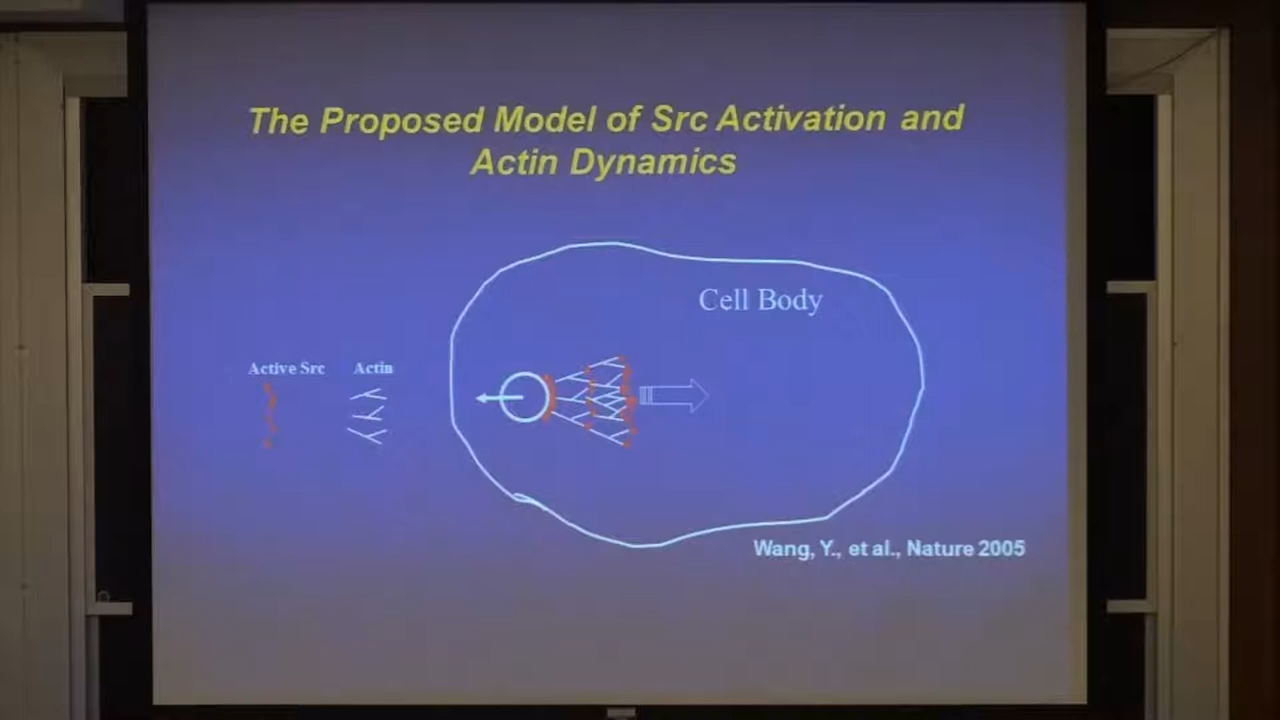 The Proposed Model of Src Activation and
Actin Dynamics
Cell Body
Active Src
Actin
Wang, Y., et al., Nature 2005